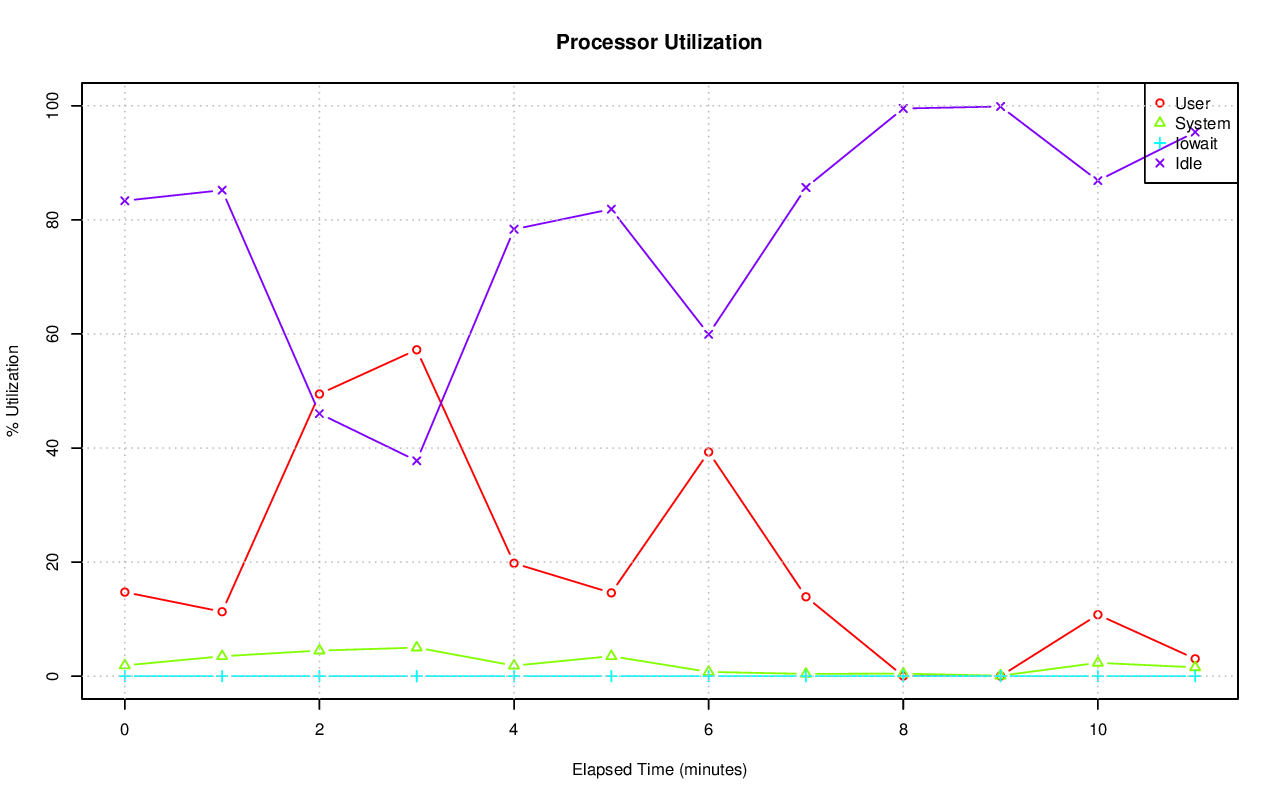 Processor Utilization
% Utilization
100
80
60
40
20
0
User
System
Iowait
Idle
0 2 4 6 8 10
Elapsed Time (minutes)